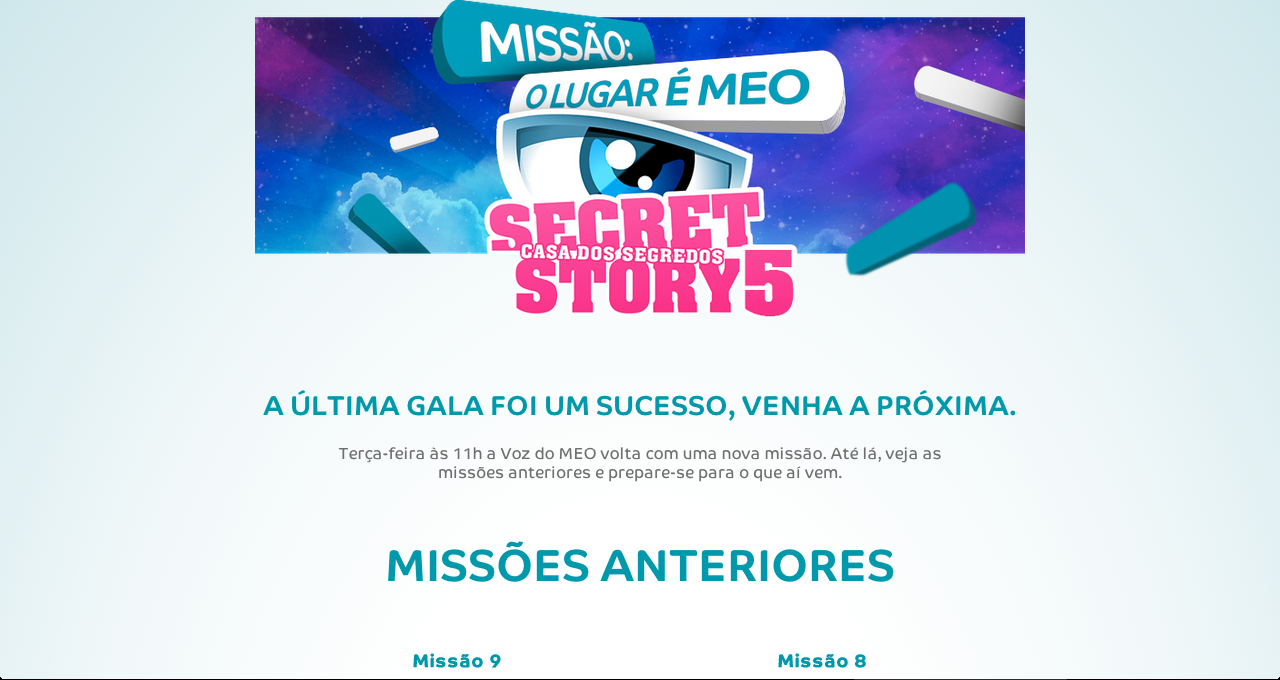 MISSÃO:
O LUGAR É MEO
SECRET
CASA DOS SEGREDOS
STORY 5
A ÚLTIMA GALA FOI UM SUCESSO, VENHA A PRÓXIMA.
Terça-feira às 11h a Voz do MEO volta com uma nova missão. Até lá, veja as
missões anteriores e prepare-se para o que aí vem.
MISSÕES ANTERIORES
Missão 9
Missão 8